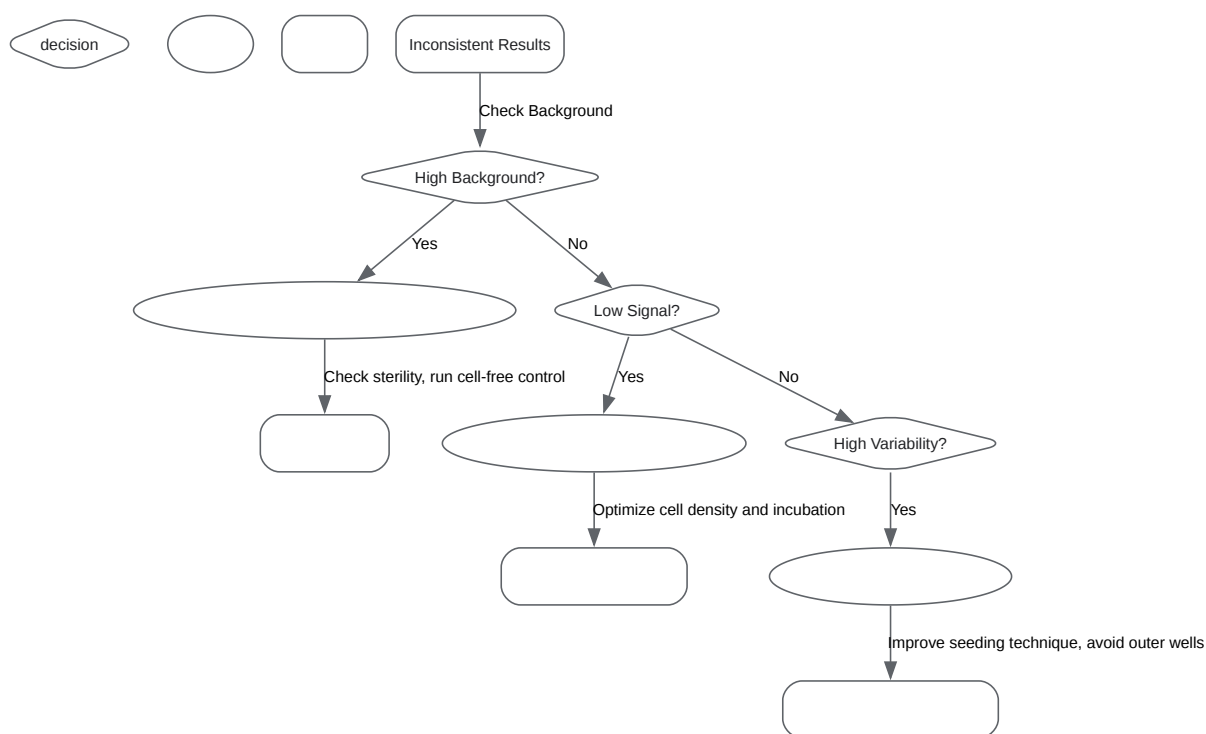 decision
Inconsistent Results
Check Background
High Background?
Yes
No
Low Signal?
Check sterility, run cell-free control
Yes
No
High Variability?
Optimize cell density and incubation
Yes
Improve seeding technique, avoid outer wells